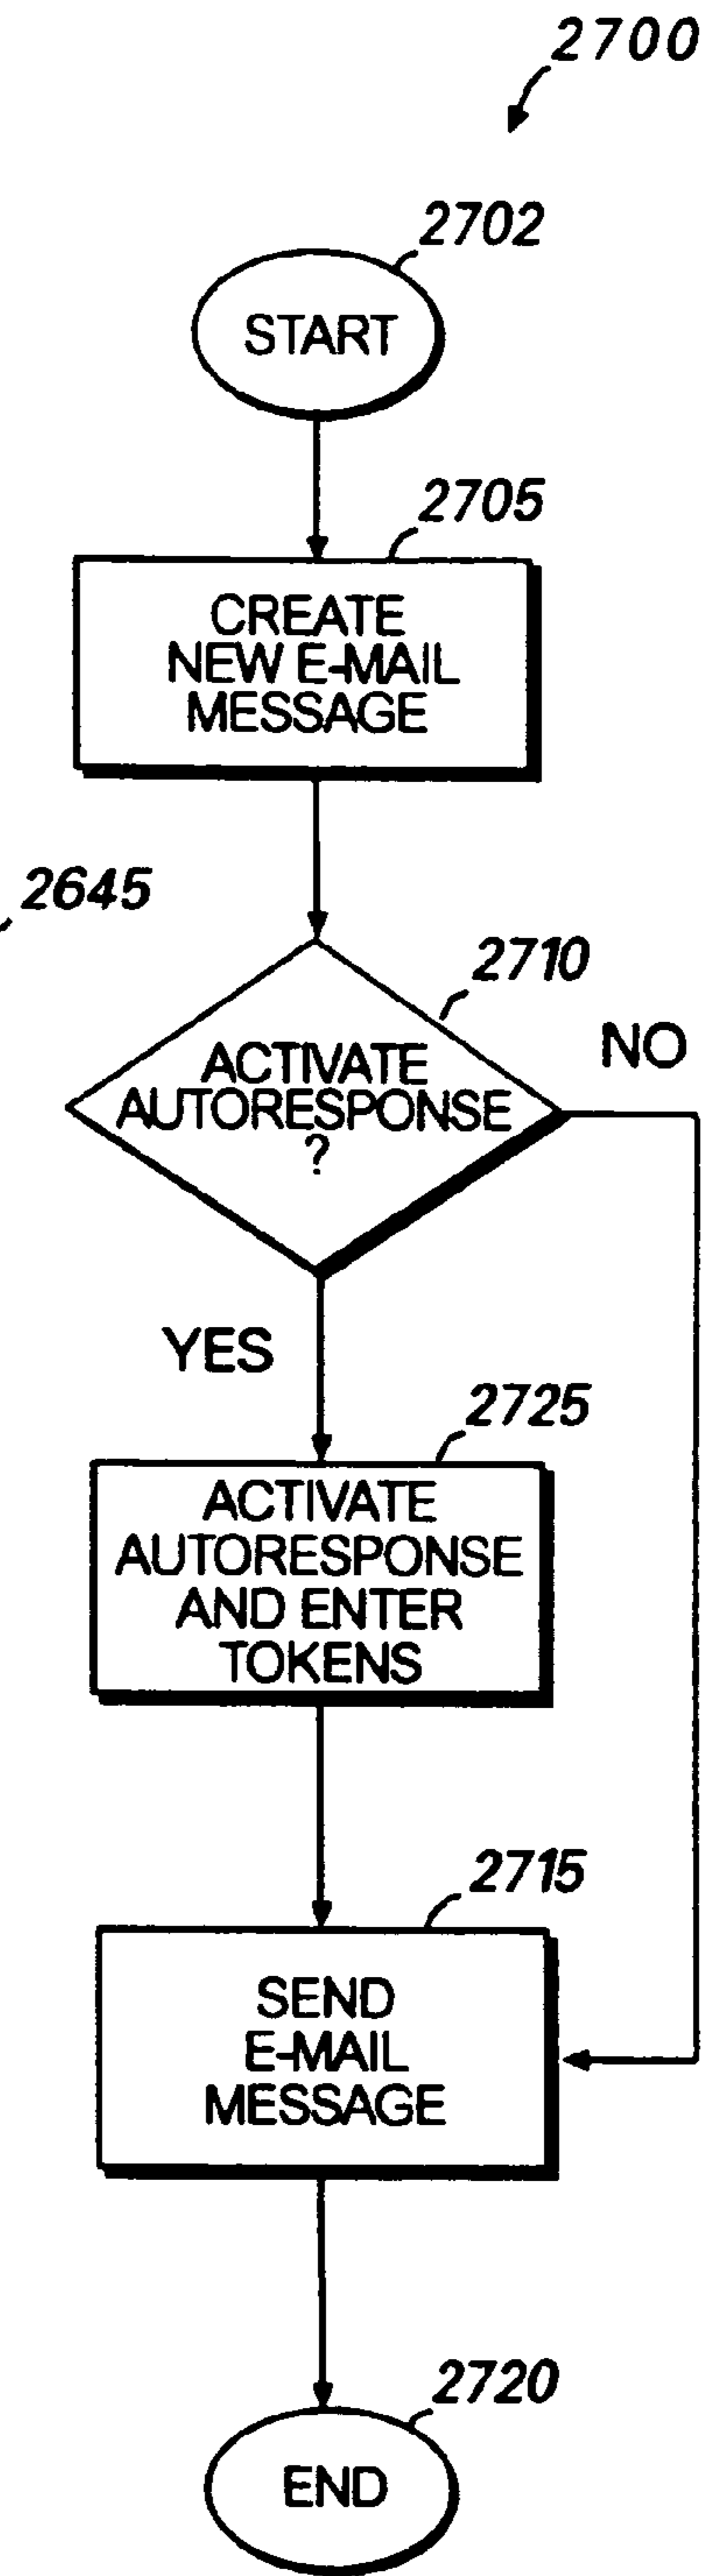 2700
2702
START
2705
CREATE
NEW E-MAIL
MESSAGE
2645
2710
ACTIVATE
AUTORESPONSE
?
NO
YES
2725
ACTIVATE
AUTORESPONSE
AND ENTER
TOKENS
2715
SEND
E-MAIL
MESSAGE
2720
END